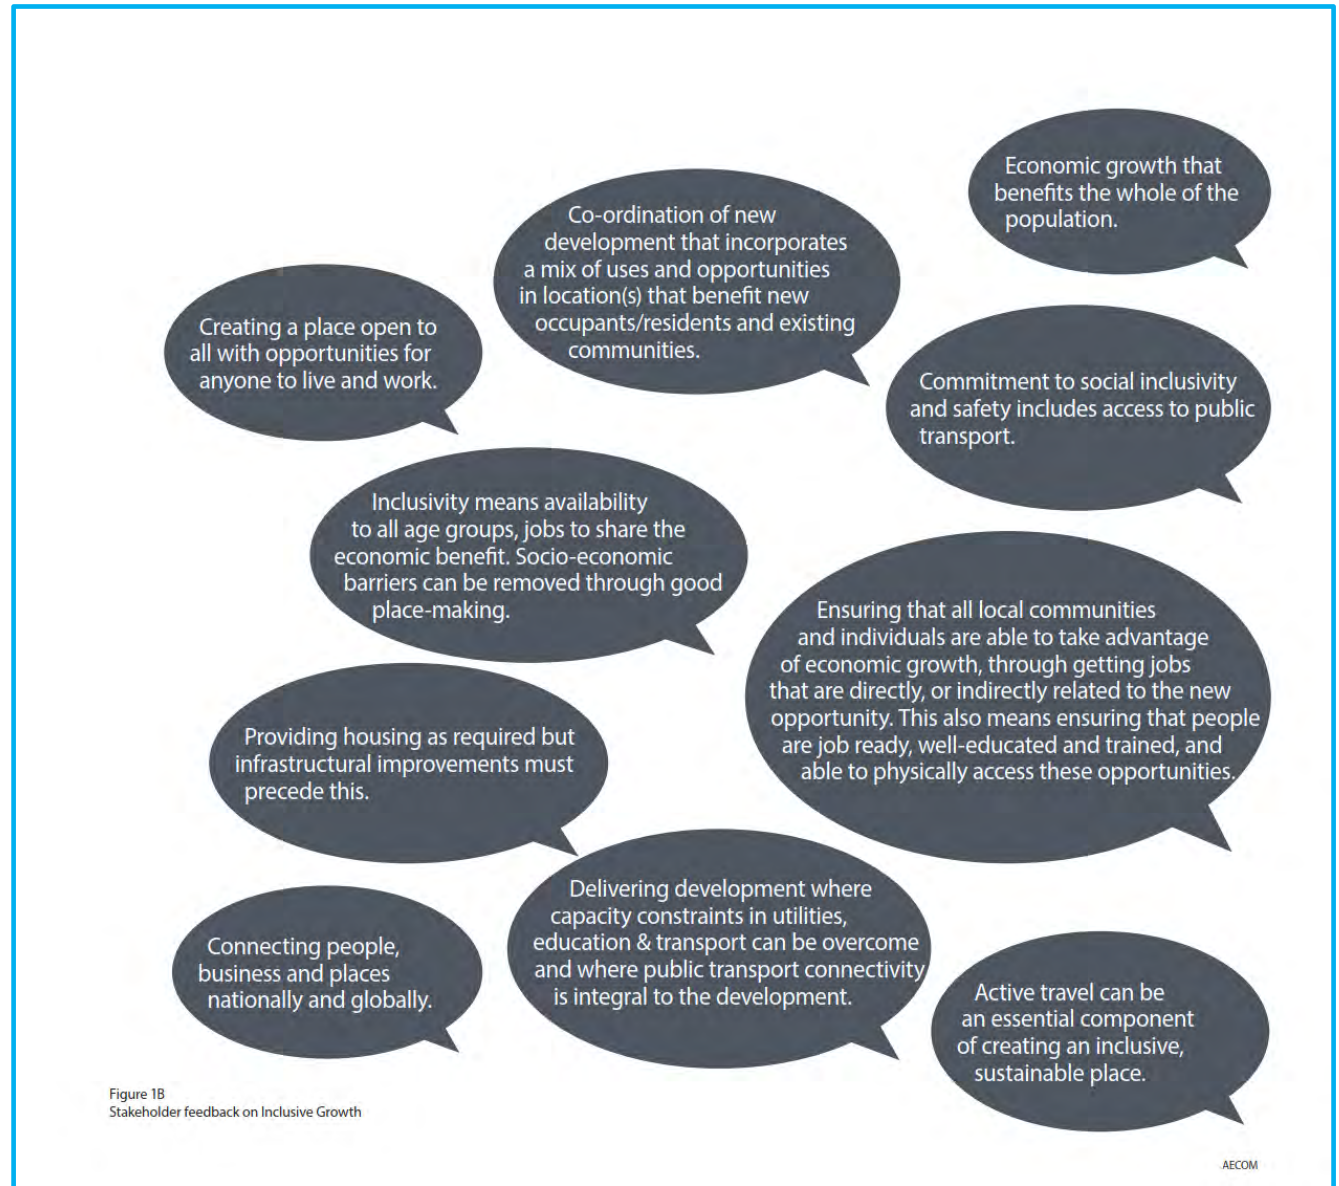 Economic growth that
benefits the whole of the
population.
Co-ordination of new
development that incorporates
a mix of uses and opportunities
in location(s) that benefit new
occupants/residents and existing
communities.
Creating a place open to
all with opportunities for
anyone to live and work.
Commitment to social inclusivity
and safety includes access to public
transport.
Inclusivity means availability
to all age groups, jobs to share the
economic benefit. Socio-economic
barriers can be removed through good
place-making.
Ensuring that all local communities
and individuals are able to take advantage
of economic growth, through getting jobs
that are directly, or indirectly related to the new
opportunity. This also means ensuring that people
are job ready, well-educated and trained, and
able to physically access these opportunities.
Providing housing as required but
infrastructural improvements must
precede this.
Delivering development where
capacity constraints in utilities,
education & transport can be overcome
and where public transport connectivity
is integral to the development.
Connecting people,
business and places
nationally and globally.
Active travel can be
an essential component
of creating an inclusive,
sustainable place.
Figure 1B
Stakeholder feedback on Inclusive Growth
AECOM